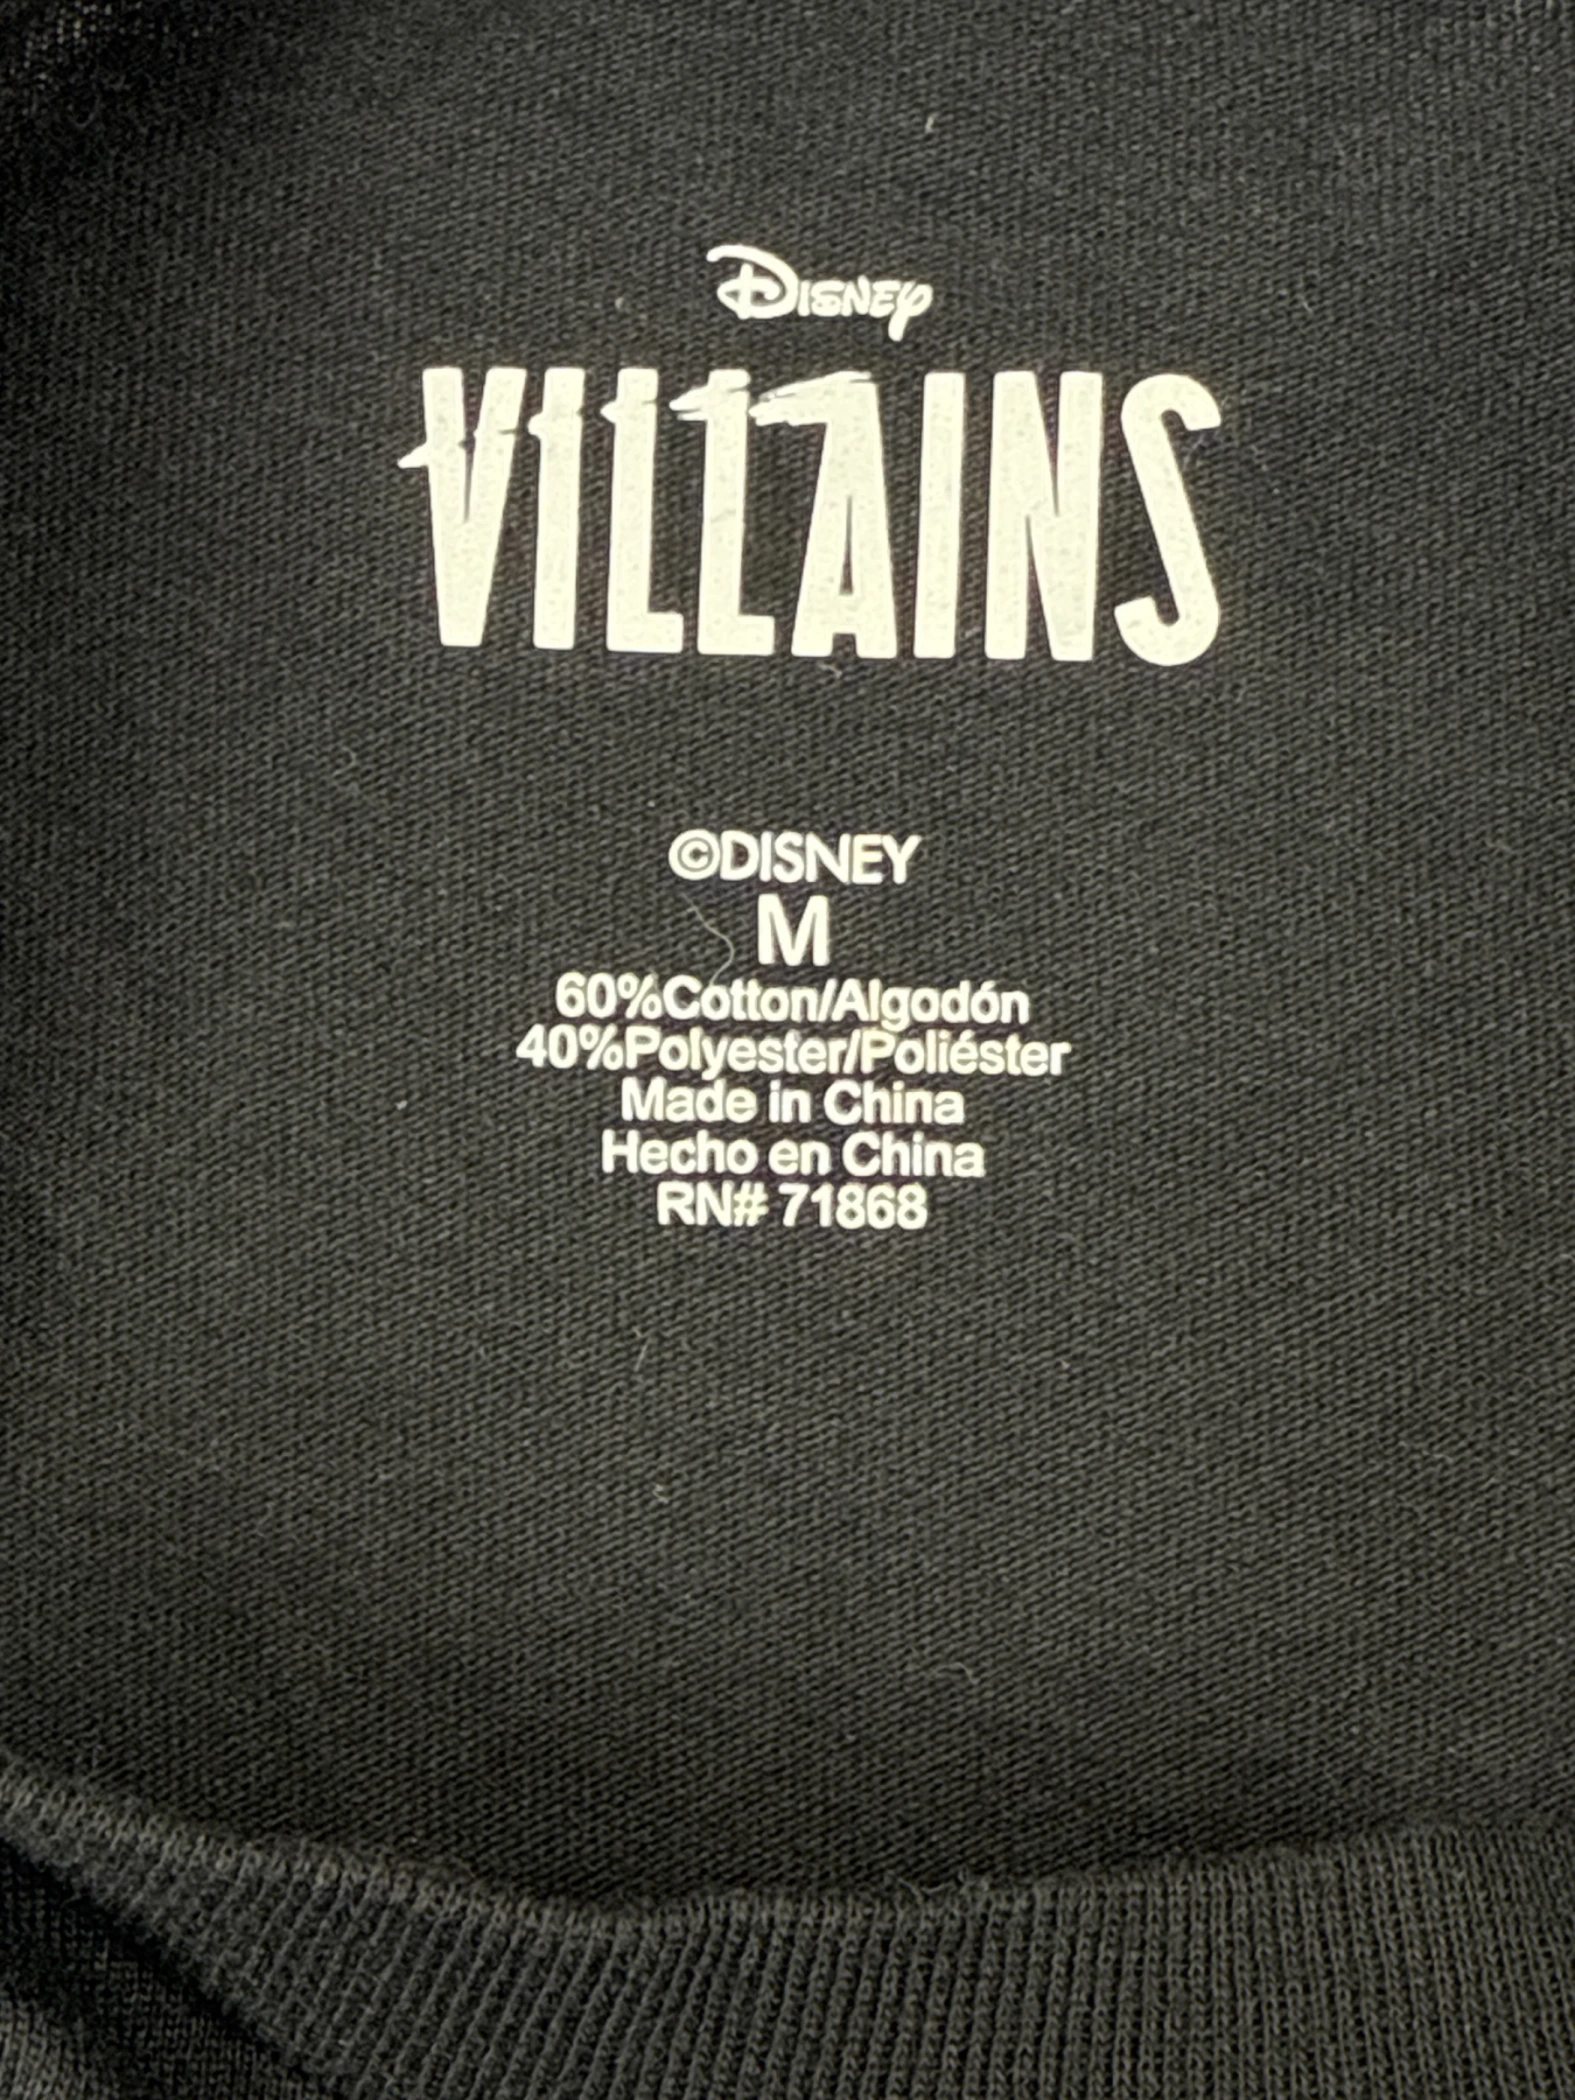 Disney
VILLAINS
©DISNEY
M
60%Cotton/Algodón
40%Polyester/Poliéster
Made in China
Hecho en China
RN# 71868